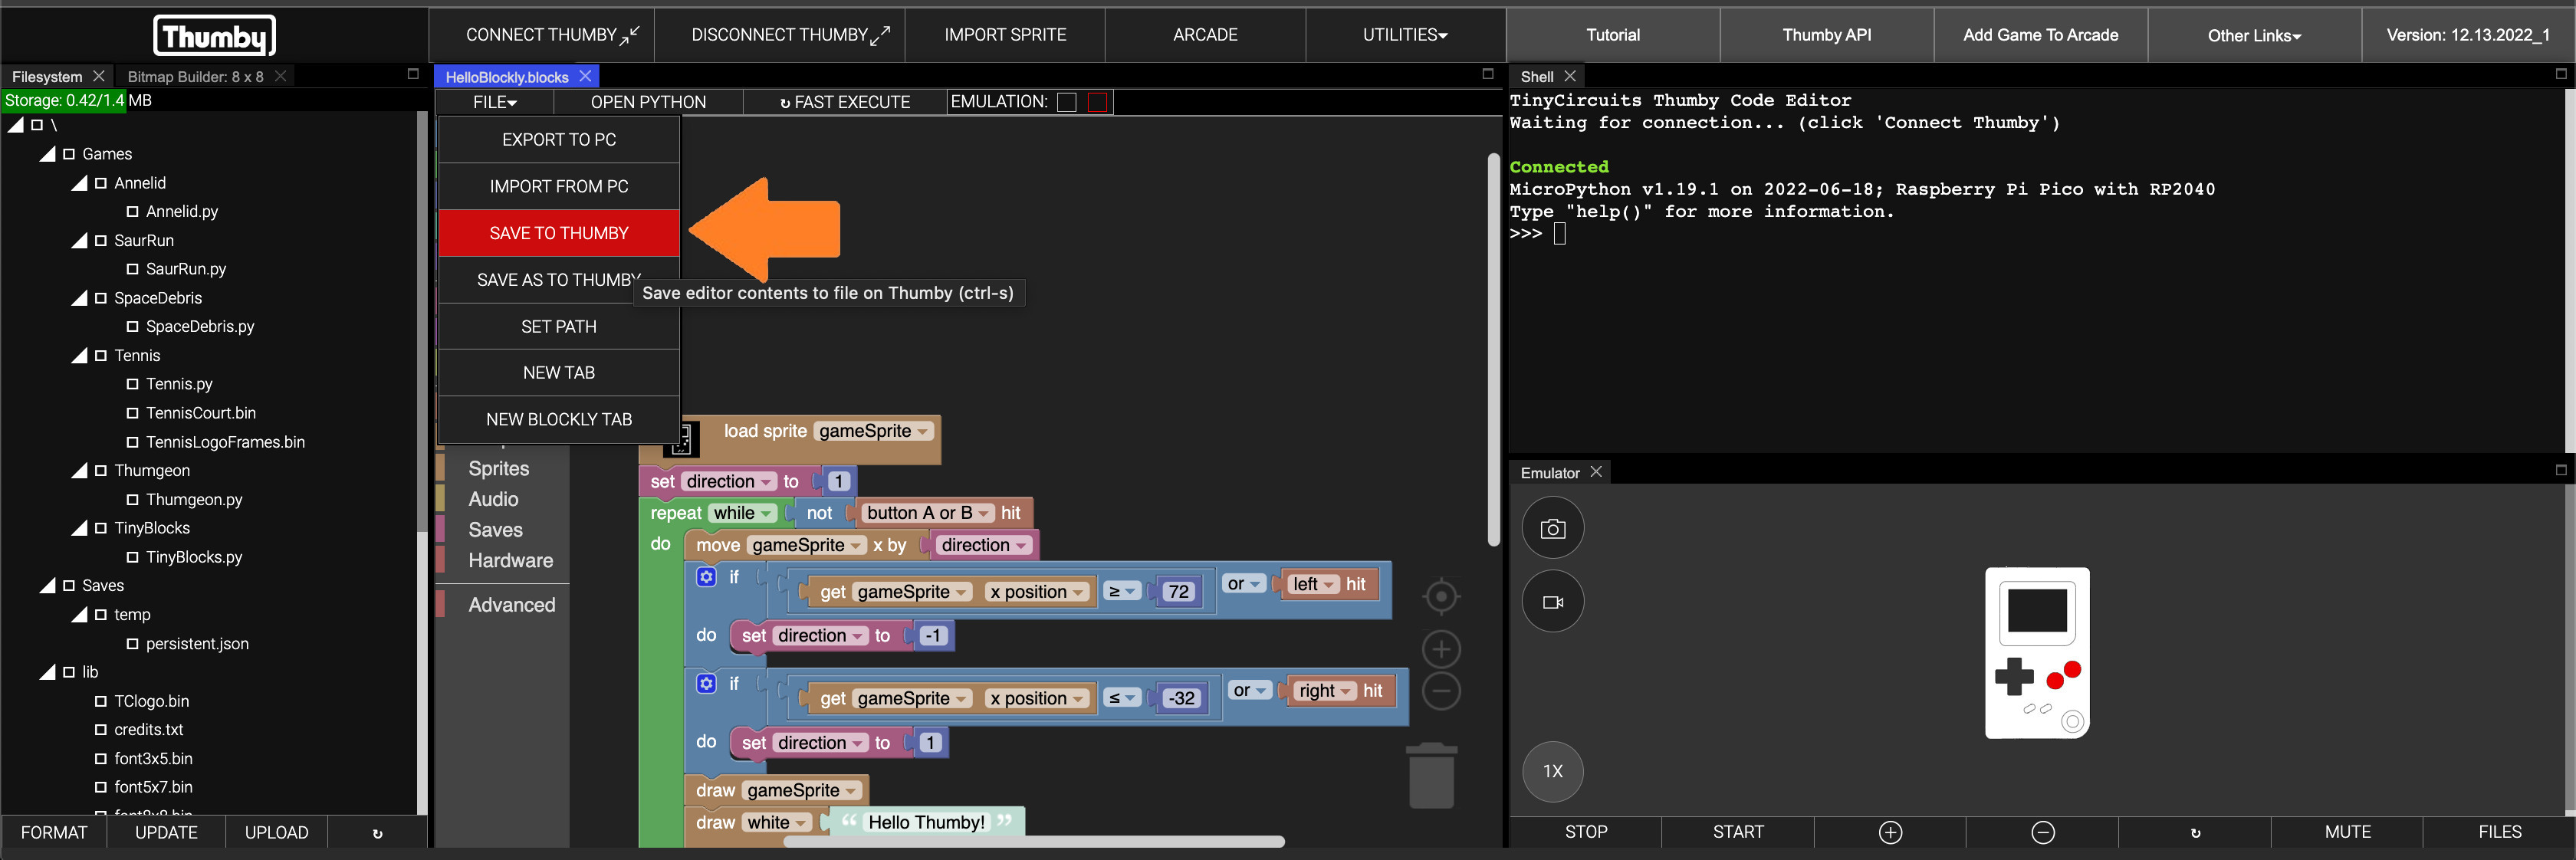 Thumby
CONNECT THUMBY
DISCONNECT THUMBY
IMPORT SPRITE
ARCADE
UTILITIES
Tutorial
Thumby API
Add Game To Arcade
Other Links
Version: 12.13.2022_1
Filesystem
Bitmap Builder: 8 x 8
Storage: 0.42/1.4 MB
\
Games
Annelid
Annelid.py
SaurRun
SaurRun.py
SpaceDebris
SpaceDebris.py
Tennis
Tennis.py
TennisCourt.bin
TennisLogoFrames.bin
Thumgeon
Thumgeon.py
TinyBlocks
TinyBlocks.py
Saves
temp
persistent.json
lib
TClogo.bin
credits.txt
font3x5.bin
font5x7.bin
font8x8.bin
FORMAT
UPDATE
UPLOAD
HelloBlockly.blocks
FILE
OPEN PYTHON
↻ FAST EXECUTE
EMULATION:
EXPORT TO PC
IMPORT FROM PC
SAVE TO THUMBY
SAVE AS TO THUMBY
Save editor contents to file on Thumby (ctrl-s)
SET PATH
NEW TAB
NEW BLOCKLY TAB
Sprites
Audio
Saves
Hardware
Advanced
load sprite gameSprite
set direction to 1
repeat while not button A or B hit
do move gameSprite x by direction
if get gameSprite x position ≥ 72 or left hit
do set direction to -1
if get gameSprite x position ≤ -32 or right hit
do set direction to 1
draw gameSprite
draw white “ Hello Thumby! ”
Shell
TinyCircuits Thumby Code Editor
Waiting for connection... (click 'Connect Thumby')
Connected
MicroPython v1.19.1 on 2022-06-18; Raspberry Pi Pico with RP2040
Type "help()" for more information.
>>>
Emulator
1X
STOP
START
MUTE
FILES